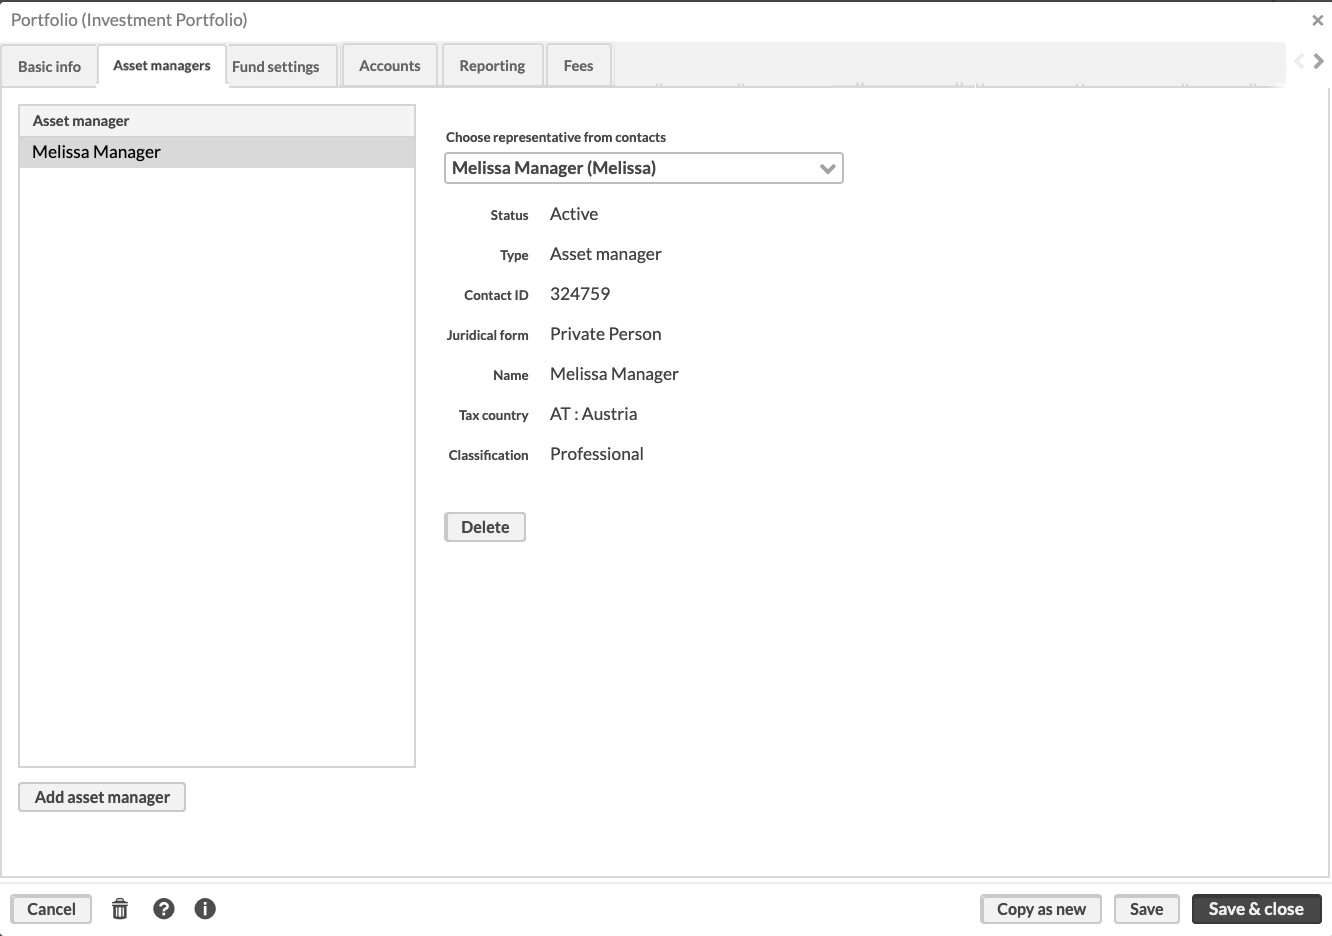 Portfolio (Investment Portfolio)
Basic info
Asset managers
Fund settings
Accounts
Reporting
Fees
Asset manager
Melissa Manager
Choose representative from contacts
Melissa Manager (Melissa)
Status Active
Type Asset manager
Contact ID 324759
Juridical form Private Person
Name Melissa Manager
Tax country AT : Austria
Classification Professional
Delete
Add asset manager
Cancel
Copy as new
Save
Save & close